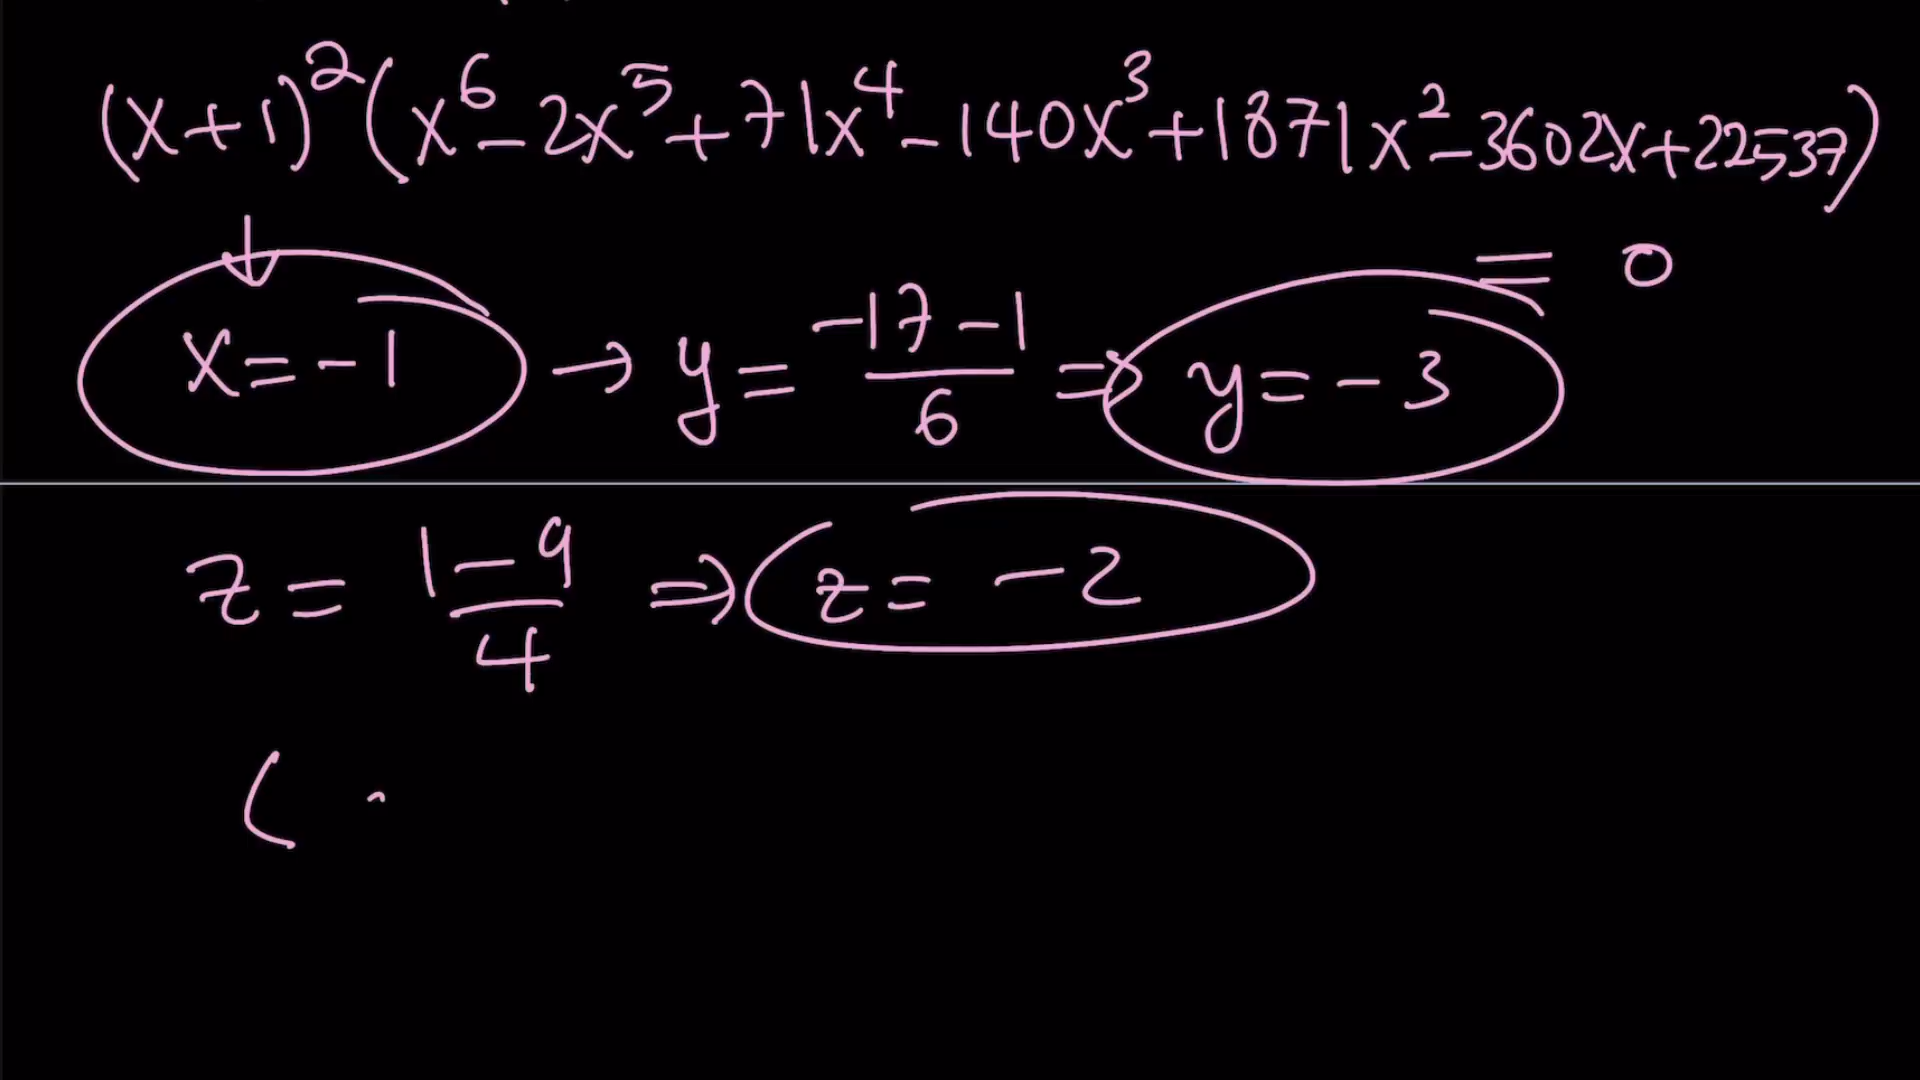 (x+1)²(x⁶-2x⁵+71x⁴-140x³+1871x²-3602x+22537)
= 0
x=-1 → y= -17-1/6 ⇒ y=-3
z= 1-9/4 ⇒ z= -2
(